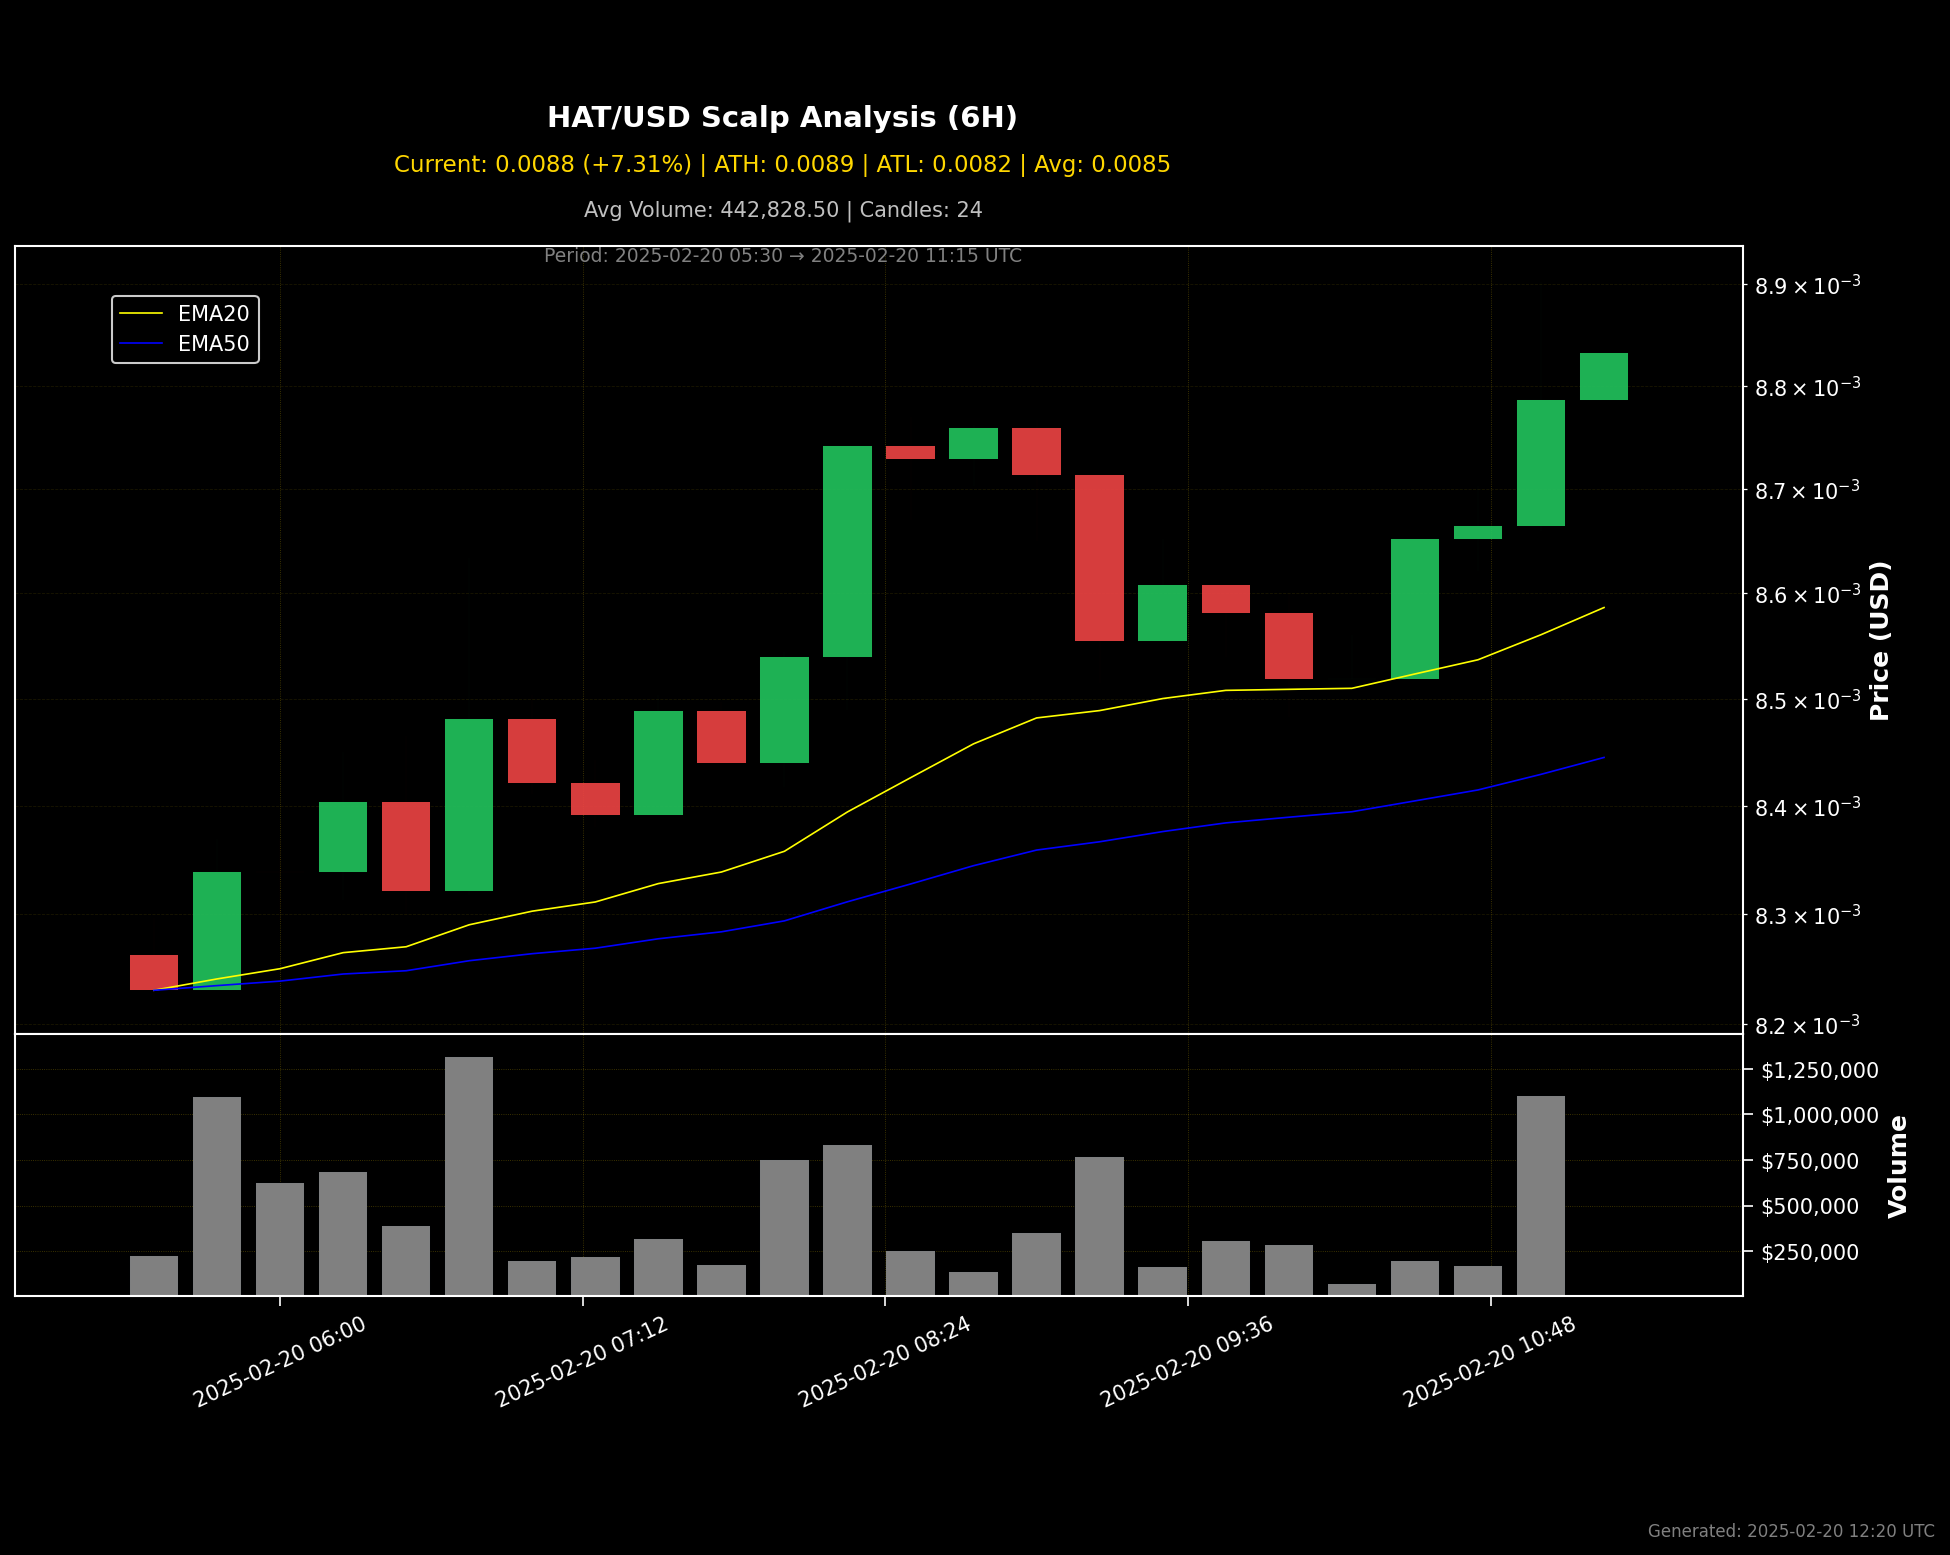 HAT/USD Scalp Analysis (6H)
Current: 0.0088 (+7.31%) | ATH: 0.0089 | ATL: 0.0082 | Avg: 0.0085
Avg Volume: 442,828.50 | Candles: 24
Period: 2025-02-20 05:30 → 2025-02-20 11:15 UTC
EMA20
EMA50
8.9 × 10⁻³
8.8 × 10⁻³
8.7 × 10⁻³
8.6 × 10⁻³
8.5 × 10⁻³
8.4 × 10⁻³
8.3 × 10⁻³
8.2 × 10⁻³
Price (USD)
$1,250,000
$1,000,000
$750,000
$500,000
$250,000
Volume
2025-02-20 06:00
2025-02-20 07:12
2025-02-20 08:24
2025-02-20 09:36
2025-02-20 10:48
Generated: 2025-02-20 12:20 UTC